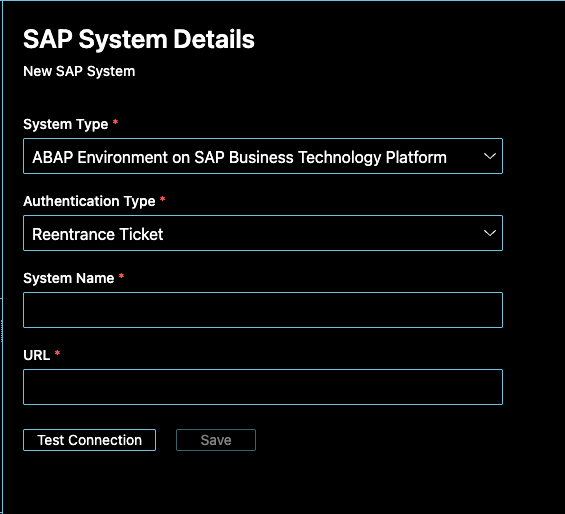 SAP System Details
New SAP System
System Type *
ABAP Environment on SAP Business Technology Platform
Authentication Type *
Reentrance Ticket
System Name *
URL *
Test Connection Save